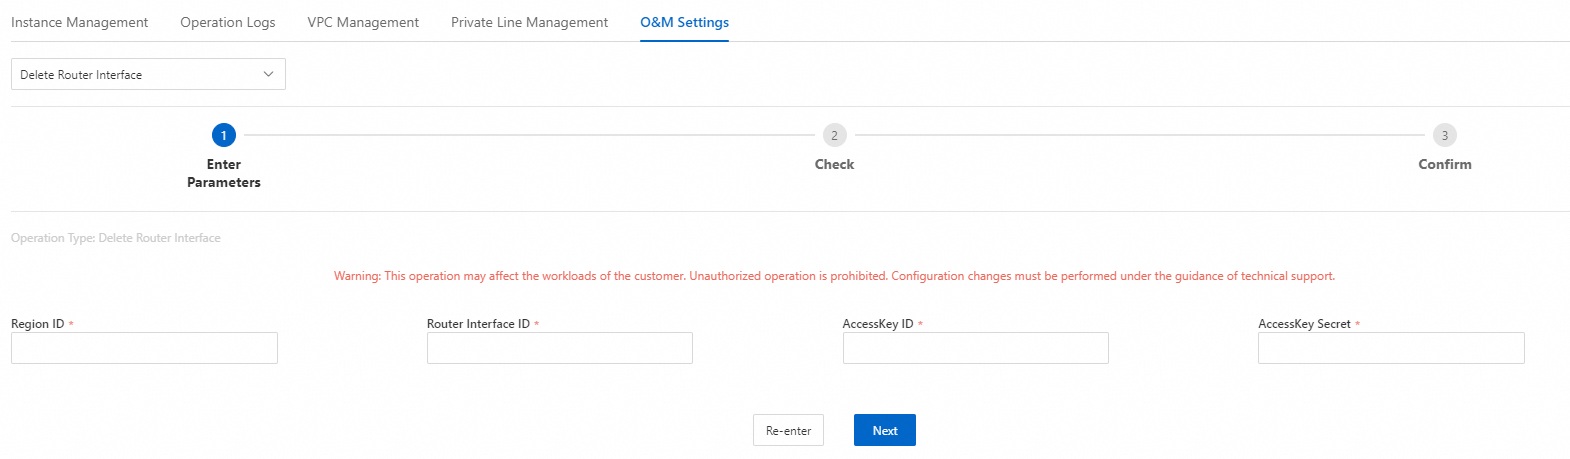 Instance Management Operation Logs VPC Management Private Line Management O&M Settings
Delete Router Interface
1 2 3
Enter Parameters
Check
Confirm
Operation Type: Delete Router Interface
Warning: This operation may affect the workloads of the customer. Unauthorized operation is prohibited. Configuration changes must be performed under the guidance of technical support.
Region ID * Router Interface ID * AccessKey ID * AccessKey Secret *
Re-enter Next